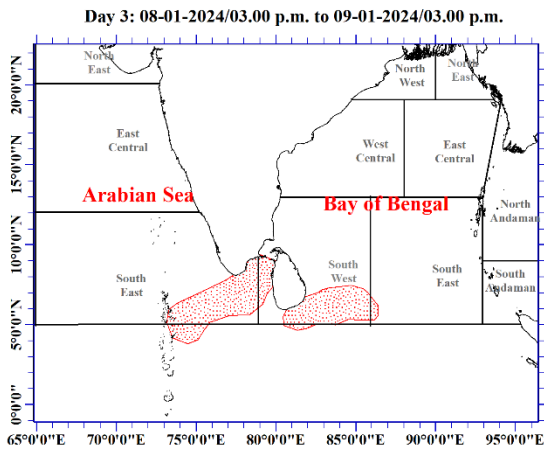 Day 3: 08-01-2024/03.00 p.m. to 09-01-2024/03.00 p.m.
North
East
North
West
North
East
20°0'0"N
East
Central
West
Central
East
Central
15°0'0"N
Arabian Sea
Bay of Bengal
North
Andaman
10°0'0"N
South
East
South
West
South
East
South
Andaman
5°0'0"N
0°0'0"
65°0'0"E
70°0'0"E
75°0'0"E
80°0'0"E
85°0'0"E
90°0'0"E
95°0'0"E